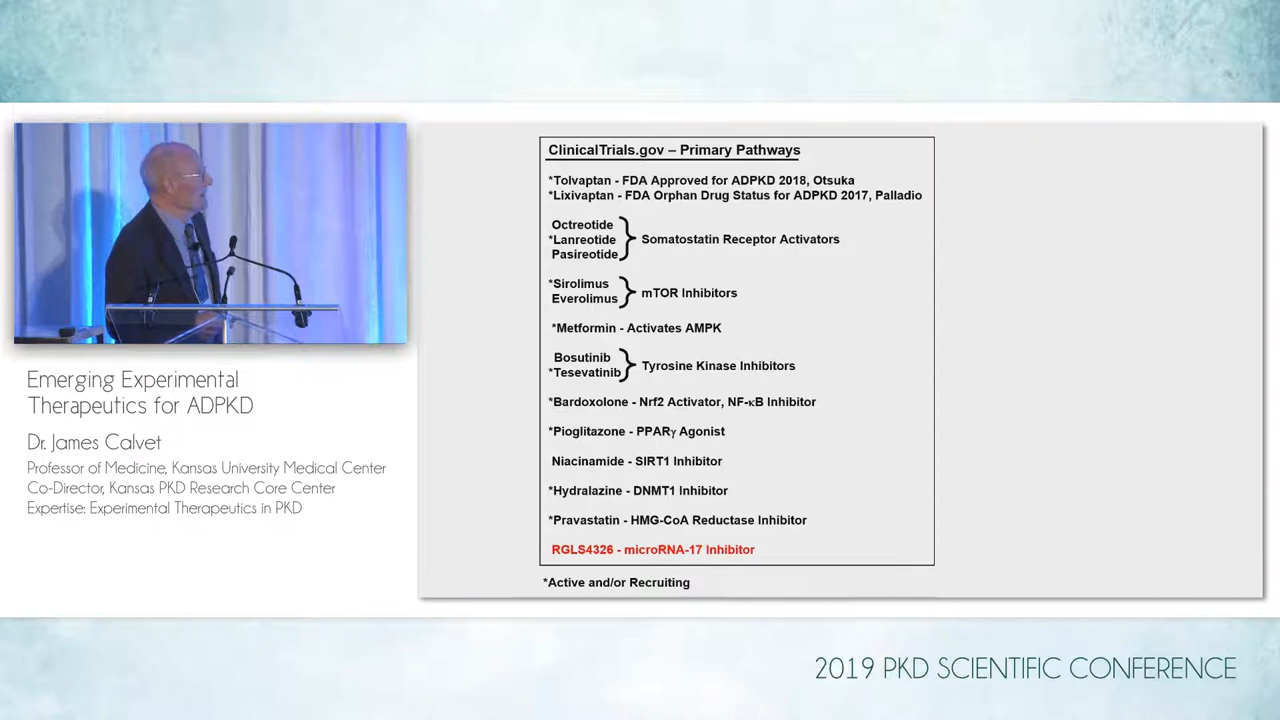 Emerging Experimental
Therapeutics for ADPKD
Dr. James Calvet
Professor of Medicine, Kansas University Medical Center
Co-Director, Kansas PKD Research Core Center
Expertise: Experimental Therapeutics in PKD
ClinicalTrials.gov – Primary Pathways
*Tolvaptan - FDA Approved for ADPKD 2018, Otsuka
*Lixivaptan - FDA Orphan Drug Status for ADPKD 2017, Palladio
Octreotide
*Lanreotide } Somatostatin Receptor Activators
Pasireotide
*Sirolimus
Everolimus } mTOR Inhibitors
*Metformin - Activates AMPK
Bosutinib
*Tesevatinib } Tyrosine Kinase Inhibitors
*Bardoxolone - Nrf2 Activator, NF-κB Inhibitor
*Pioglitazone - PPARγ Agonist
Niacinamide - SIRT1 Inhibitor
*Hydralazine - DNMT1 Inhibitor
*Pravastatin - HMG-CoA Reductase Inhibitor
RGLS4326 - microRNA-17 Inhibitor
*Active and/or Recruiting
2019 PKD SCIENTIFIC CONFERENCE